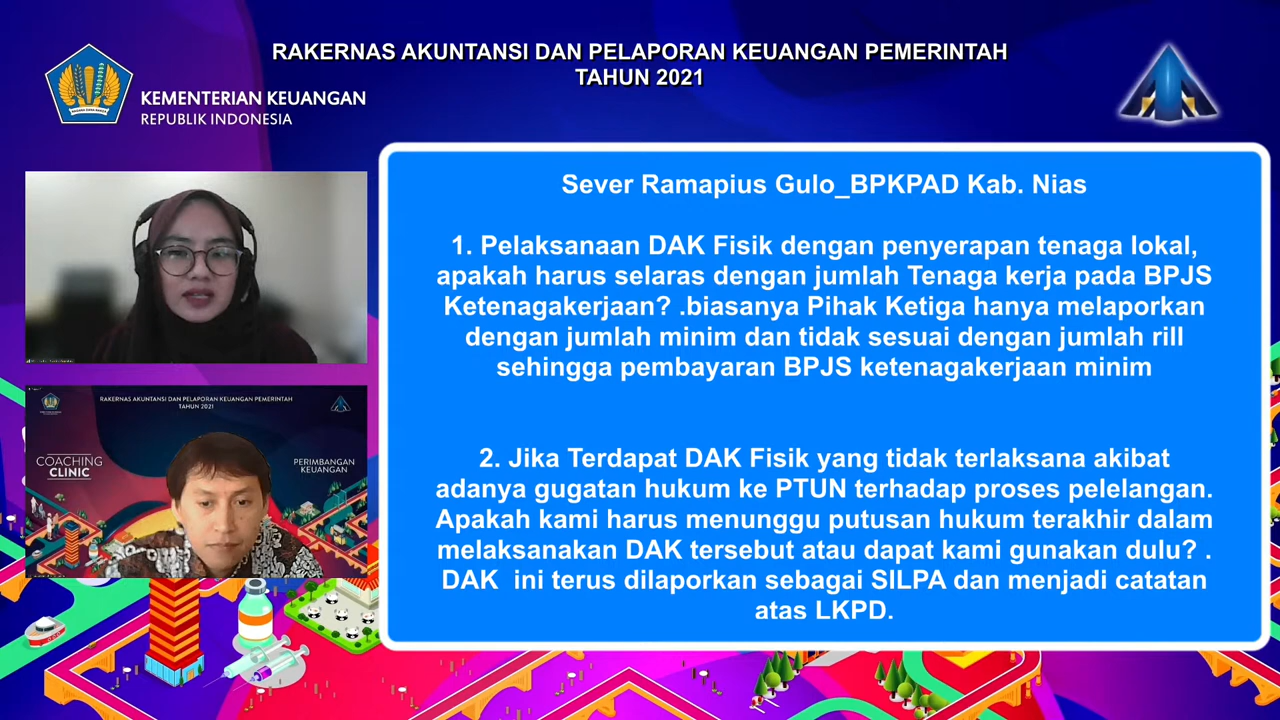 RAKERNAS AKUNTANSI DAN PELAPORAN KEUANGAN PEMERINTAH
TAHUN 2021
KEMENTERIAN KEUANGAN
REPUBLIK INDONESIA
Sever Ramapius Gulo_BPKPAD Kab. Nias
1. Pelaksanaan DAK Fisik dengan penyerapan tenaga lokal,
apakah harus selaras dengan jumlah Tenaga kerja pada BPJS
Ketenagakerjaan? .biasanya Pihak Ketiga hanya melaporkan
dengan jumlah minim dan tidak sesuai dengan jumlah rill
sehingga pembayaran BPJS ketenagakerjaan minim
2. Jika Terdapat DAK Fisik yang tidak terlaksana akibat
adanya gugatan hukum ke PTUN terhadap proses pelelangan.
Apakah kami harus menunggu putusan hukum terakhir dalam
melaksanakan DAK tersebut atau dapat kami gunakan dulu? .
DAK ini terus dilaporkan sebagai SILPA dan menjadi catatan
atas LKPD.
RAKERNAS AKUNTANSI DAN PELAPORAN KEUANGAN PEMERINTAH
TAHUN 2021
COACHING
CLINIC
PERIMBANGAN
KEUANGAN